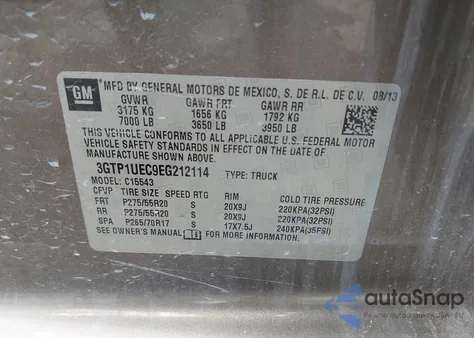 GM
MFD BY GENERAL MOTORS DE MEXICO, S. DE R.L. DE C.V. 08/13
GVWR GAWR FRT GAWR RR
3175 KG 1656 KG 1792 KG
7000 LB 3650 LB 3950 LB
THIS VEHICLE CONFORMS TO ALL APPLICABLE U.S. FEDERAL MOTOR
VEHICLE SAFETY STANDARDS IN EFFECT ON THE DATE OF
MANUFACTURE SHOWN ABOVE.
3GTP1UEC9EG212114 TYPE: TRUCK
MODEL: C15543
CFVP TIRE SIZE SPEED RTG RIM COLD TIRE PRESSURE
FRT P275/55R20 S 20X9J 220KPA(32PSI)
RR P275/55R20 S 20X9J 220KPA(32PSI)
SPA P265/70R17 S 17X7.5J 240KPA(35PSI)
SEE OWNER'S MANUAL FOR MORE INFORMATION.
autoSnap